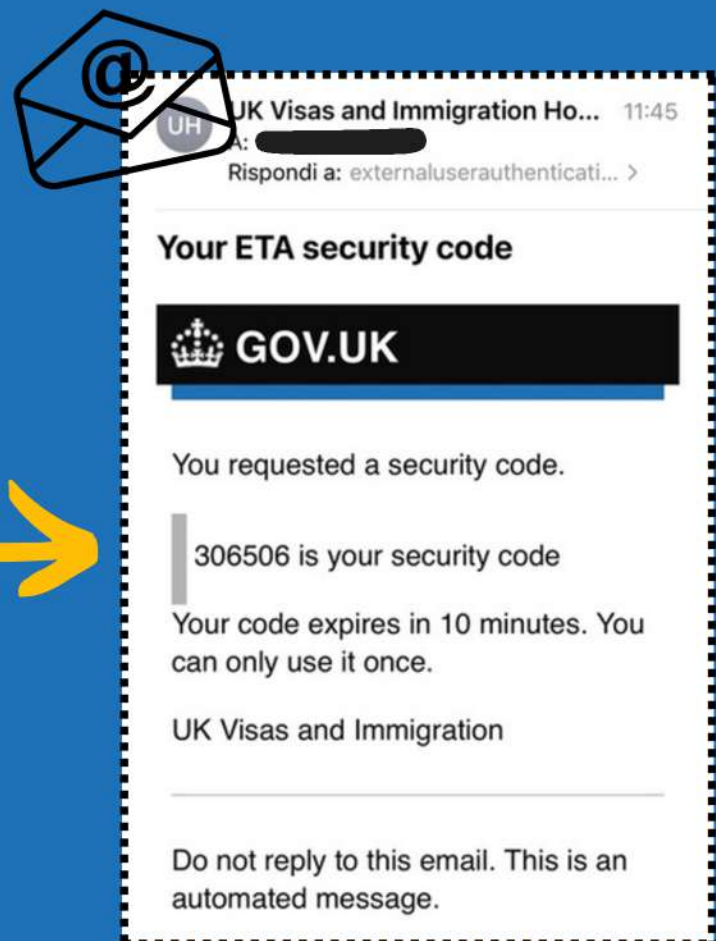 @
UH
UK Visas and Immigration Ho... 11:45
A:
Rispondi a: externaluserauthenticati... >
Your ETA security code
GOV.UK
You requested a security code.
306506 is your security code
Your code expires in 10 minutes. You
can only use it once.
UK Visas and Immigration
Do not reply to this email. This is an
automated message.